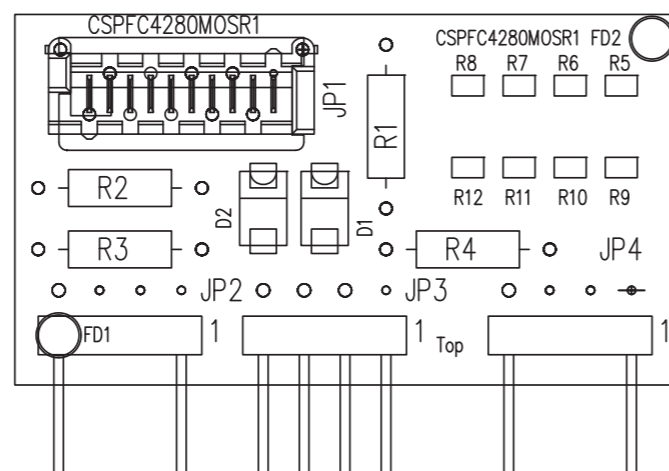 CSPFC4280MOSR1
CSPFC4280MOSR1 FD2
R8 R7 R6 R5
JP1
R1
R2
R12 R11 R10 R9
D2
D1
R3
R4
JP4
JP2
JP3
FD1
1
1
Top
1